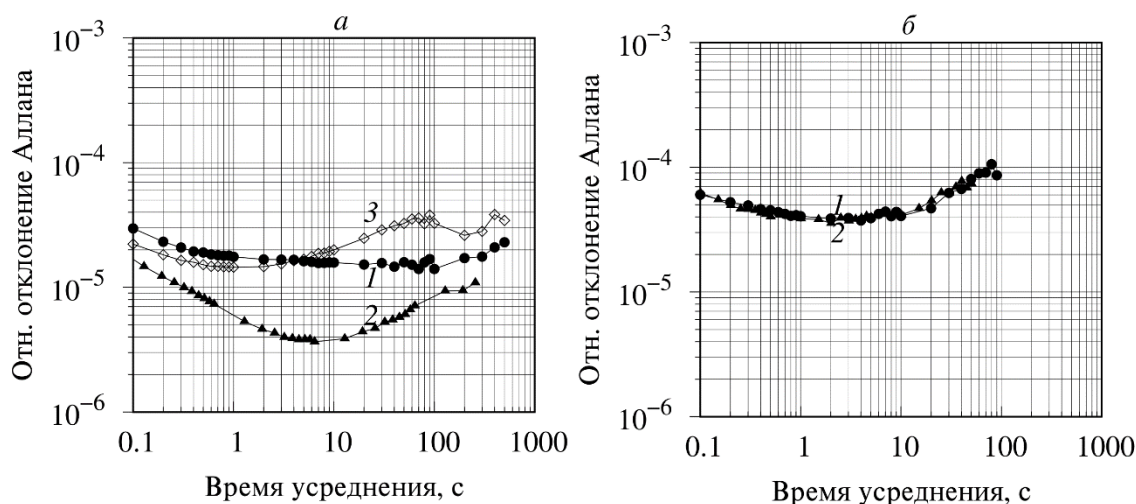 а
Отн. отклонение Аллана
10⁻³
10⁻⁴
10⁻⁵
10⁻⁶
3
1
2
0.1 1 10 100 1000
Время усреднения, с
б
Отн. отклонение Аллана
10⁻³
10⁻⁴
10⁻⁵
10⁻⁶
1
2
0.1 1 10 100 1000
Время усреднения, с